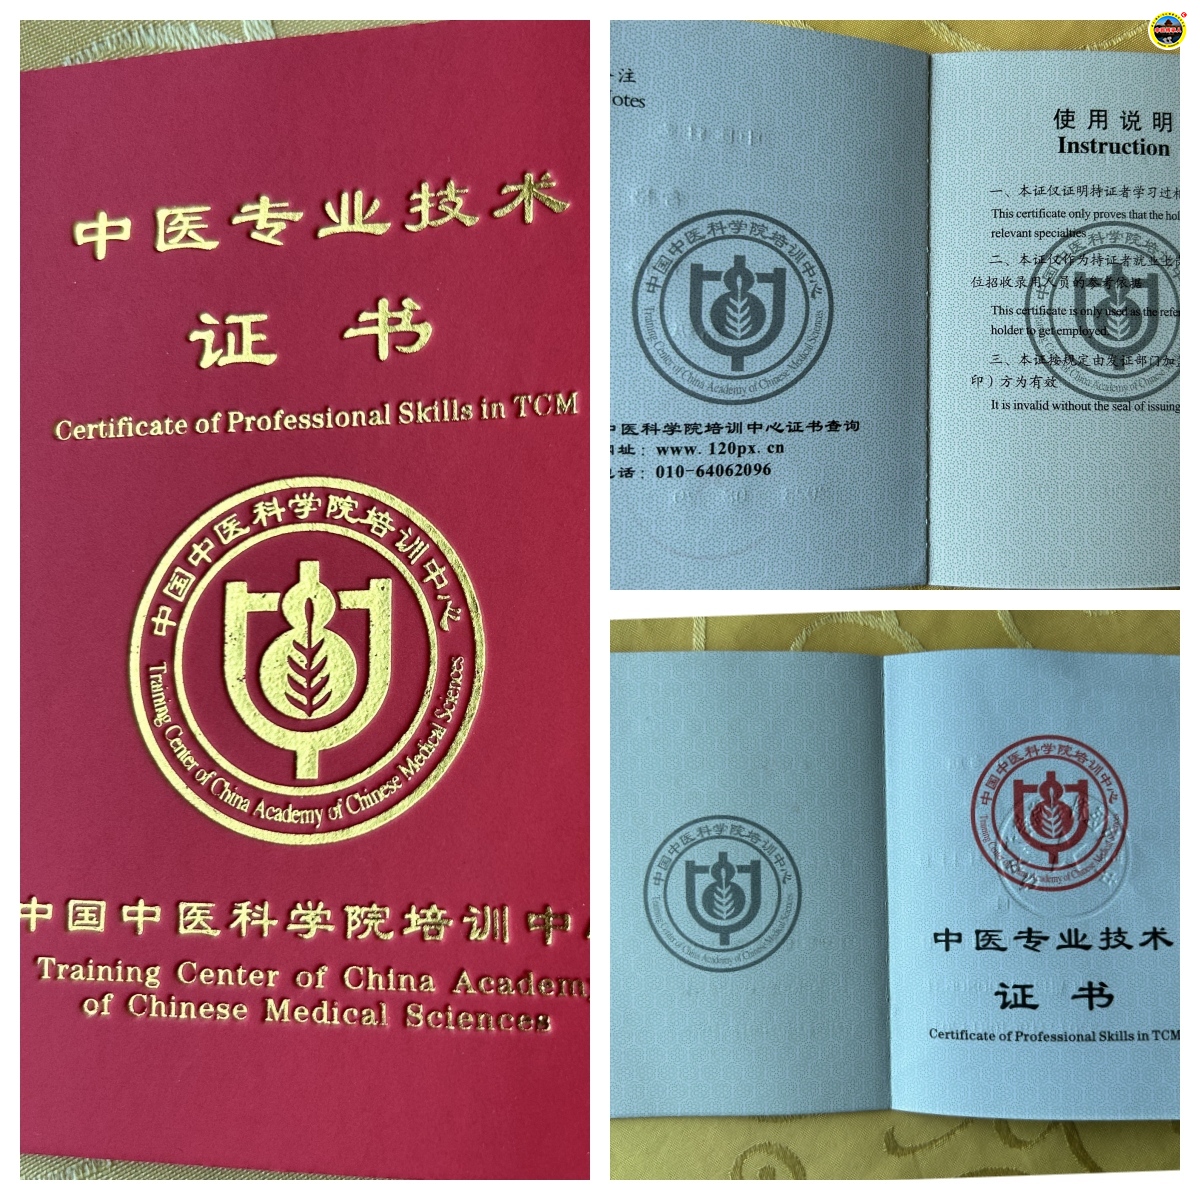 中医专业技术
证书
Certificate of Professional Skills in TCM
中国中医科学院培训中心
Training Center of China Academy of Chinese Medical Sciences
中国中医科学院培训中
Training Center of China Academy
of Chinese Medical Sciences
注
otes
中国中医科学院培训中心
Training Center of China Academy of Chinese Medical Sciences
中医科学院培训中心证书查询
址：www.120px.cn
电话：010-64062096
使用说明
Instruction
一、本证仅证明持证者学习过
This certificate only proves that the hol
relevant specialties
二、本证仅作为持证者就业上
位招收录用人员的参考依据
This certificate is only used as the refe
holder to get employed.
三、本证按规定由发证部门加
印）方为有效
It is invalid without the seal of issuing
中国中医科学院培训中心
Training Center of China Academy of Chinese Medical Sciences
中国中医科学院培训中心
Training Center of China Academy of Chinese Medical Sciences
中医专业技术
证书
Certificate of Professional Skills in TCM